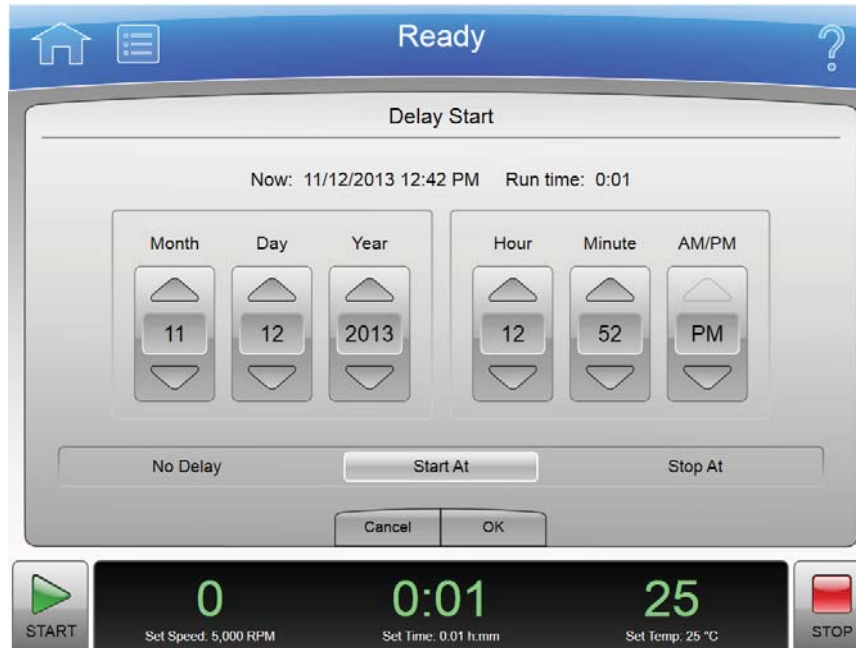 Ready
?
Delay Start
Now: 11/12/2013 12:42 PM Run time: 0:01
Month Day Year Hour Minute AM/PM
11 12 2013 12 52 PM
No Delay Start At Stop At
Cancel OK
0 0:01 25
START Set Speed: 5,000 RPM Set Time: 0.01 h:mm Set Temp: 25 °C STOP